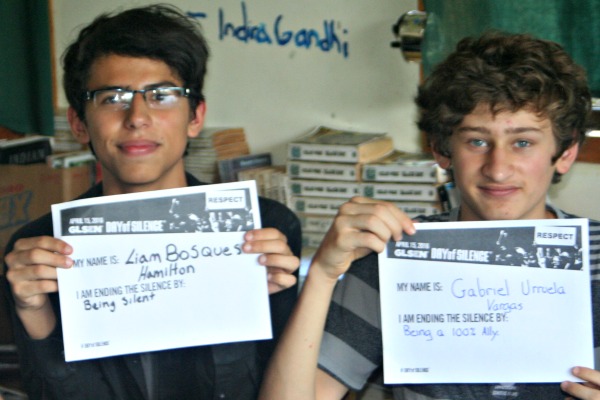 Indira Gandhi
APRIL 15, 2016
GLSEN DAY of SILENCE
RESPECT
MY NAME IS: Liam Bosques
Hamilton
I AM ENDING THE SILENCE BY:
Being silent
APRIL 15, 2016
GLSEN DAY of SILENCE
RESPECT
MY NAME IS: Gabriel Urruela
Vargas
I AM ENDING THE SILENCE BY:
Being a 100% Ally.